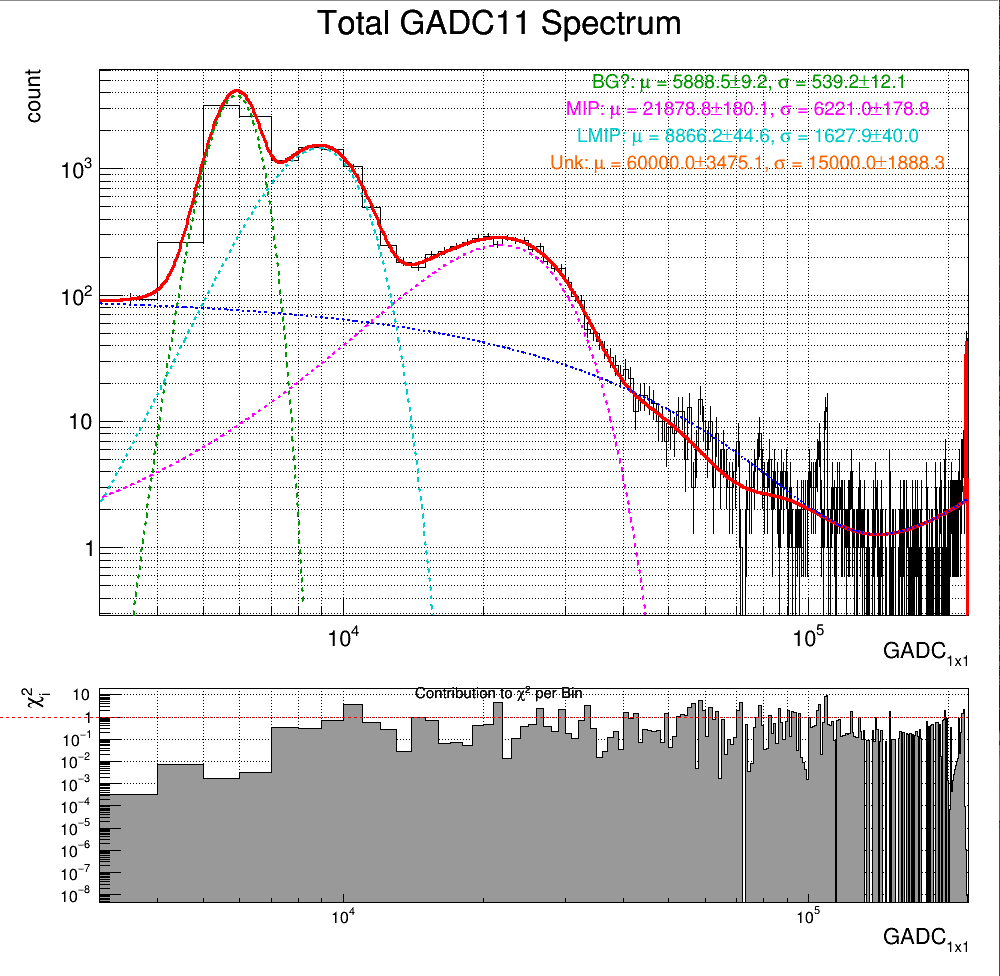 Total GADC11 Spectrum
count
BG?: μ = 5888.5±9.2, σ = 539.2±12.1
MIP: μ = 21878.8±180.1, σ = 6221.0±178.8
LMIP: μ = 8866.2±44.6, σ = 1627.9±40.0
Unk: μ = 60000.0±3475.1, σ = 15000.0±1888.3
10³
10²
10
1
10⁴
10⁵
GADC₁ₓ₁
χ²ᵢ
Contribution to χ² per Bin
10
1
10⁻¹
10⁻²
10⁻³
10⁻⁴
10⁻⁵
10⁻⁶
10⁻⁷
10⁻⁸
10⁴
10⁵
GADC₁ₓ₁